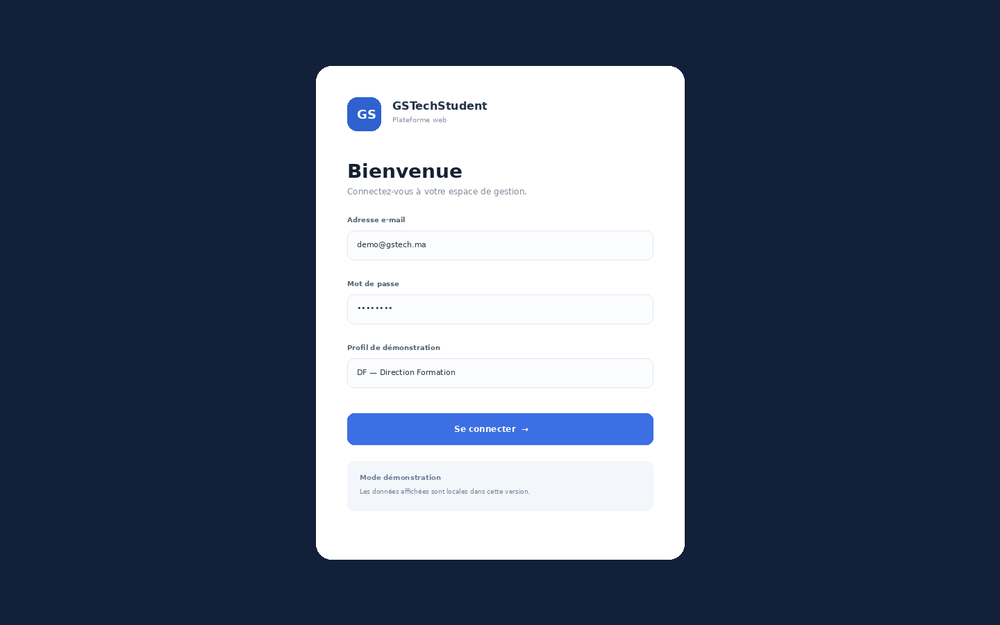 GS
GSTechStudent
Plateforme web
Bienvenue
Connectez-vous à votre espace de gestion.
Adresse e-mail
demo@gstech.ma
Mot de passe
••••••••
Profil de démonstration
DF — Direction Formation
Se connecter →
Mode démonstration
Les données affichées sont locales dans cette version.